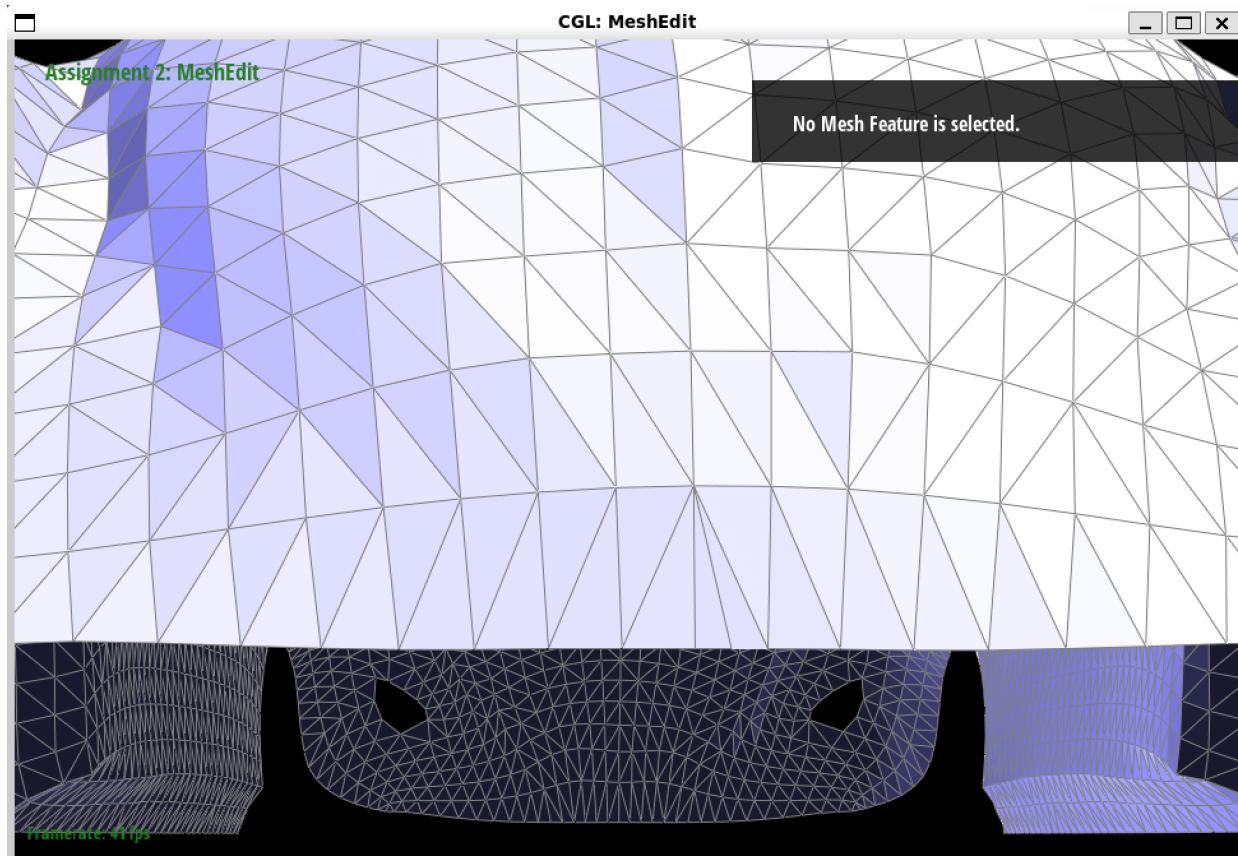 CGL: MeshEdit
Assignment 2: MeshEdit
No Mesh Feature is selected.
Framerate: 41 fps